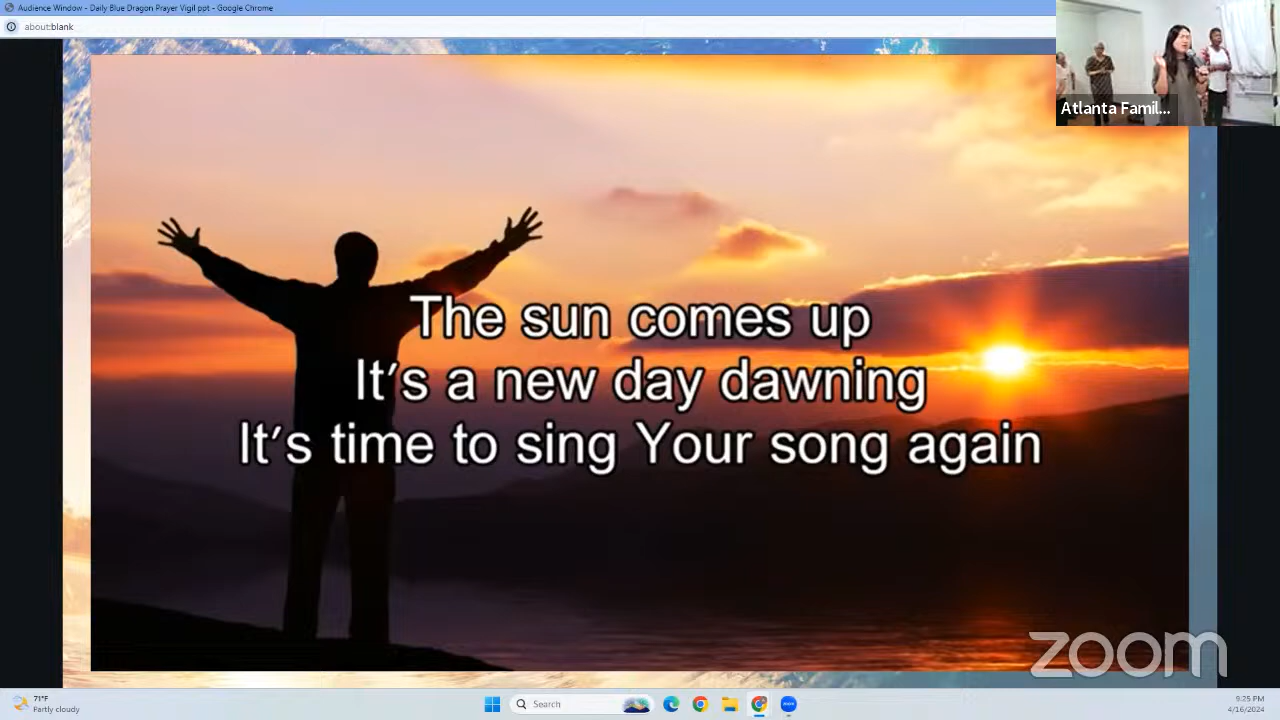 Audience Window - Daily Blue Dragon Prayer Vigil ppt - Google Chrome
about:blank
Atlanta Famil...
The sun comes up
It's a new day dawning
It's time to sing Your song again
zoom
71°F
Partly cloudy
Search
zoom
9:25 PM
4/16/2024